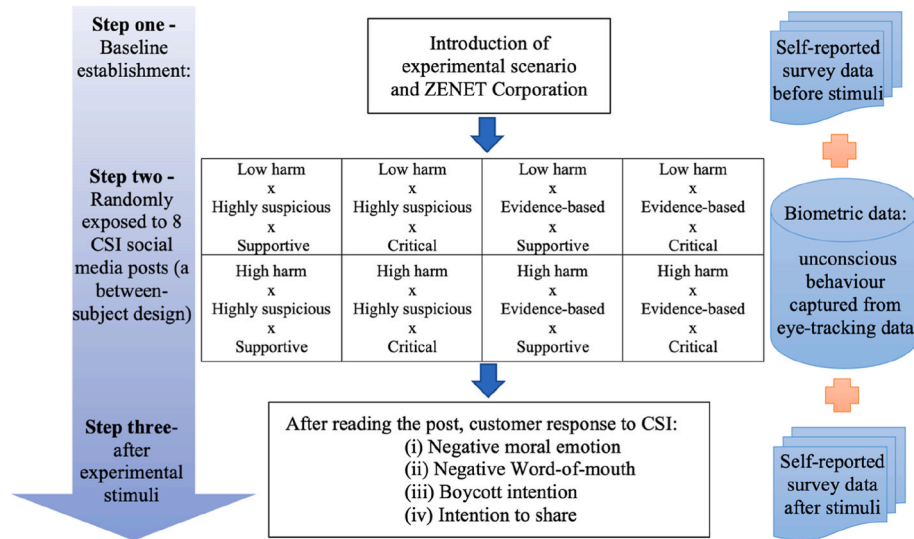 Step one -
Baseline
establishment:
Introduction of
experimental scenario
and ZENET Corporation
Self-reported
survey data
before stimuli
Step two -
Randomly
exposed to 8
CSI social
media posts (a
between-
subject design)
Low harm
x
Highly suspicious
x
Supportive
Low harm
x
Highly suspicious
x
Critical
Low harm
x
Evidence-based
x
Supportive
Low harm
x
Evidence-based
x
Critical
High harm
x
Highly suspicious
x
Supportive
High harm
x
Highly suspicious
x
Critical
High harm
x
Evidence-based
x
Supportive
High harm
x
Evidence-based
x
Critical
Biometric data:
unconscious
behaviour
captured from
eye-tracking data
Step three-
after
experimental
stimuli
After reading the post, customer response to CSI:
(i) Negative moral emotion
(ii) Negative Word-of-mouth
(iii) Boycott intention
(iv) Intention to share
Self-reported
survey data
after stimuli